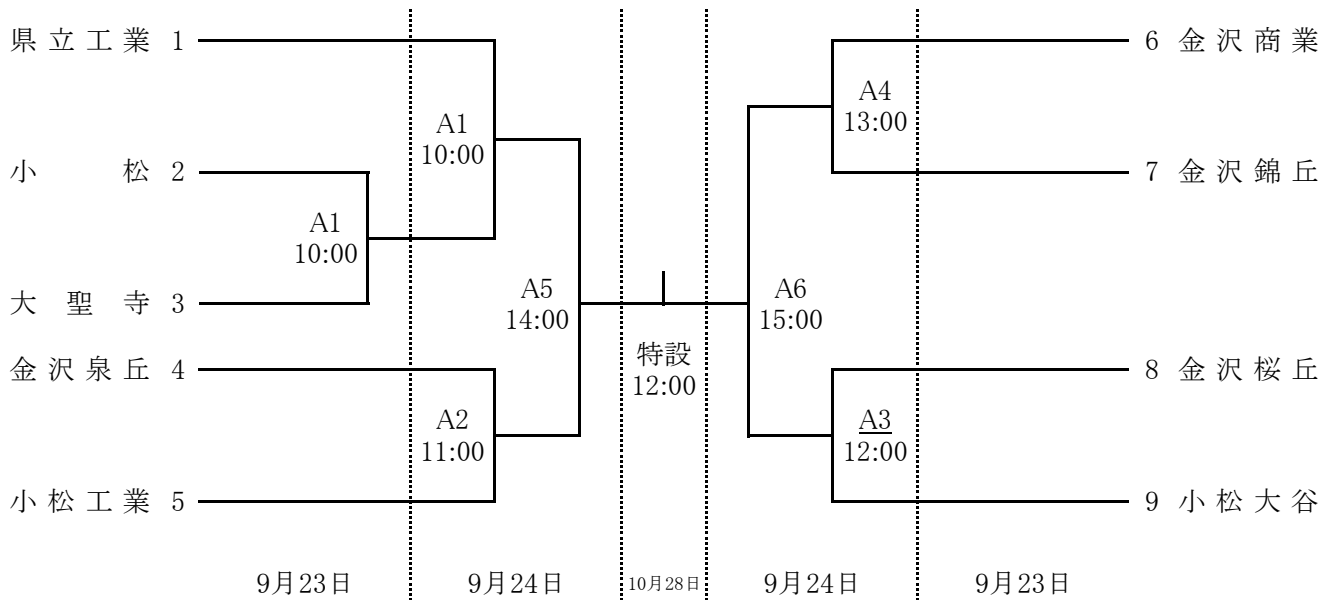 県立工業 1
6 金沢商業
A4
13:00
A1
10:00
小松 2
7 金沢錦丘
A1
10:00
大聖寺 3
A5
14:00
A6
15:00
特設
12:00
金沢泉丘 4
8 金沢桜丘
A2
11:00
A3
12:00
小松工業 5
9 小松大谷
9月23日
9月24日
10月28日
9月24日
9月23日